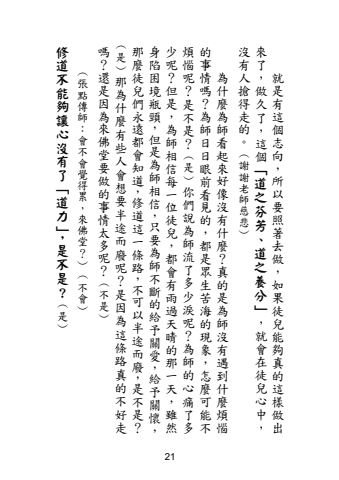 就是有這個志向，所以要照著去做，如果徒兒能夠真的這樣做出
來了，做久了，這個「道之芬芳、道之養分」，就會在徒兒心中，
沒有人搶得走的。（謝謝老師慈悲）
為什麼為師看起來好像沒有什麼？真的是為師沒有遇到什麼煩惱
的事情嗎？為師日日眼前看見的，都是眾生苦海的現象，怎麼可能不
煩惱呢？是不是？（是）你們說為師流了多少淚呢？為師的心痛了多
少呢？但是，為師相信每一位徒兒，都會有雨過天晴的那一天，雖然
身陷困境瓶頸，但是為師相信，只要為師不斷的給予關愛，給予關懷，
那麼徒兒們永遠都會知道，修道這一條路，不可以半途而廢，是不是？
（是）那為什麼有些人會想要半途而廢呢？是因為這條路真的不好走
嗎？還是因為來佛堂要做的事情太多呢？（不是）
（張點傳師：會不會覺得累，來佛堂？）（不會）
修道不能夠讓心沒有了「道力」，是不是？（是）
21